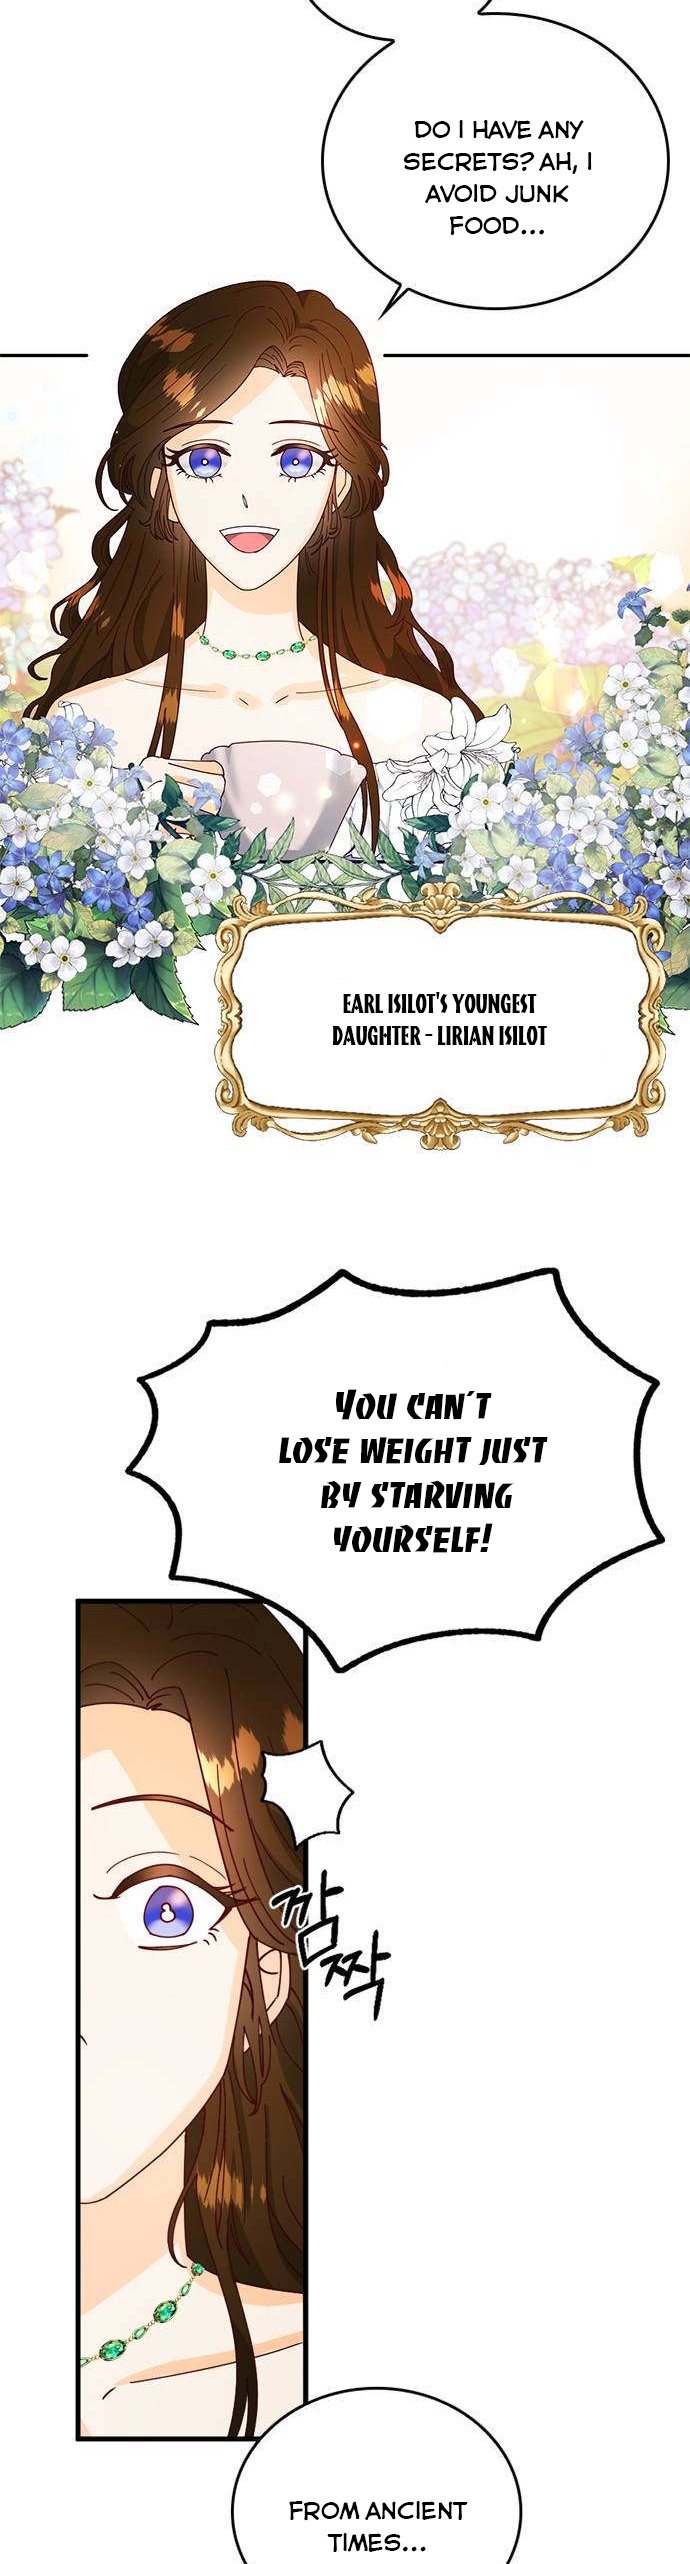 DO I HAVE ANY
SECRETS? AH, I
AVOID JUNK
FOOD...
EARL ISILOT'S YOUNGEST
DAUGHTER - LIRIAN ISILOT
YOU CAN'T
LOSE WEIGHT JUST
BY STARVING
YOURSELF!
깜짝
FROM ANCIENT
TIMES...